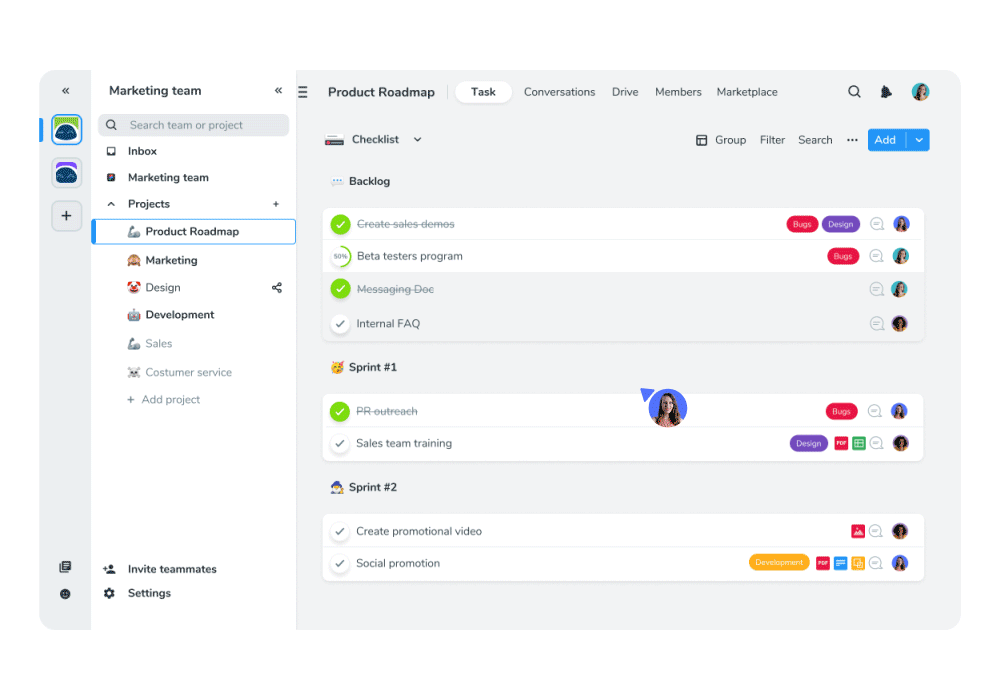 «
Marketing team «
Search team or project
Inbox
Marketing team
Projects +
Product Roadmap
Marketing
Design
Development
Sales
Costumer service
+ Add project
Invite teammates
Settings
Product Roadmap Task Conversations Drive Members Marketplace
Checklist Group Filter Search ... Add
Backlog
Create sales demos Bugs Design
50% Beta testers program Bugs
Messaging Doc
Internal FAQ
Sprint #1
PR outreach Bugs
Sales team training Design PDF
Sprint #2
Create promotional video
Social promotion Development PDF